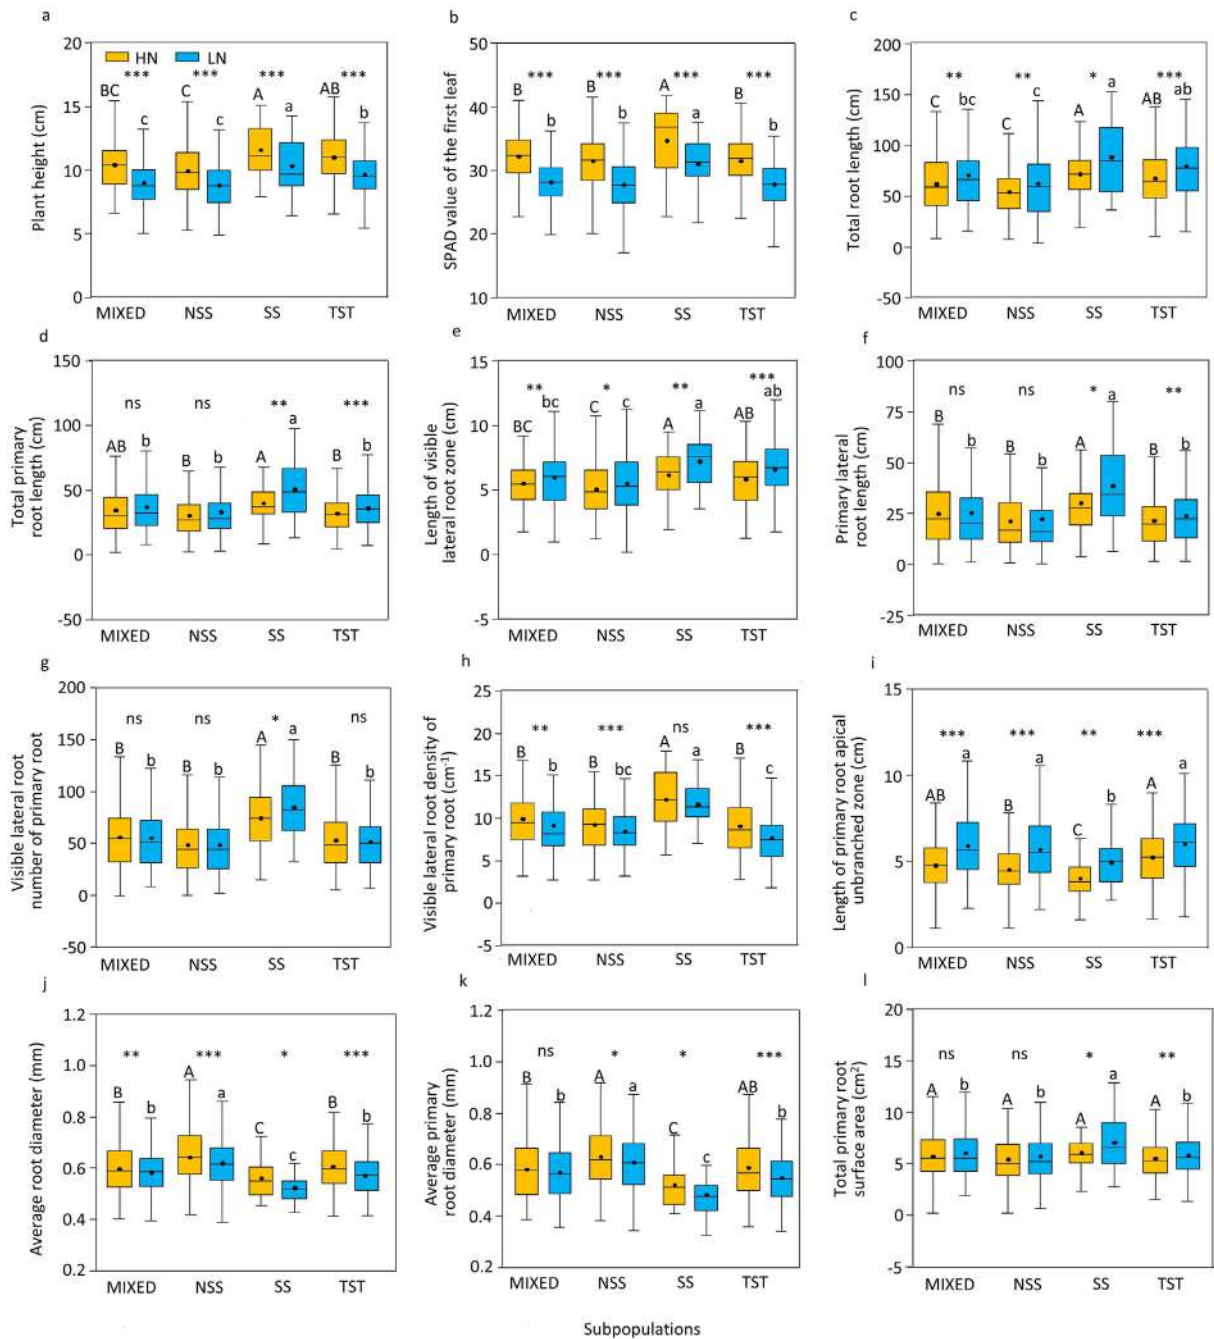 a
20
HN LN
*** *** *** ***
BC c C c A a AB b
15
10
5
0
Plant height (cm)
MIXED NSS SS TST
b
50
*** *** *** ***
B b B b A a B b
40
30
20
10
SPAD value of the first leaf
MIXED NSS SS TST
c
200
** ** * ***
C bc C c A a AB ab
150
100
50
0
-50
Total root length (cm)
MIXED NSS SS TST
d
150
ns ns ** ***
AB b B b A a B b
100
50
0
-50
Total primary
root length (cm)
MIXED NSS SS TST
e
15
** * ** ***
BC bc C c A a AB ab
10
5
0
-5
Length of visible
lateral root zone (cm)
MIXED NSS SS TST
f
100
ns ns * **
B b B b A a B b
75
50
25
0
-25
Primary lateral
root length (cm)
MIXED NSS SS TST
g
200
ns ns * ns
B b B b A a B b
150
100
50
0
-50
Visible lateral root
number of primary root
MIXED NSS SS TST
h
25
** *** ns ***
B b B bc A a B c
20
15
10
5
0
-5
Visible lateral root density of
primary root (cm-1)
MIXED NSS SS TST
i
15
*** *** ** ***
AB a B a C b A a
10
5
0
Length of primary root apical
unbranched zone (cm)
MIXED NSS SS TST
j
1.2
** *** * ***
B b A a C c B b
1.0
0.8
0.6
0.4
0.2
Average root diameter (mm)
MIXED NSS SS TST
k
1.2
ns * * ***
B b A a C c AB b
1.0
0.8
0.6
0.4
0.2
Average primary
root diameter (mm)
MIXED NSS SS TST
l
20
ns ns * **
A b A b A a A b
15
10
5
0
-5
Total primary root
surface area (cm2)
MIXED NSS SS TST
Subpopulations